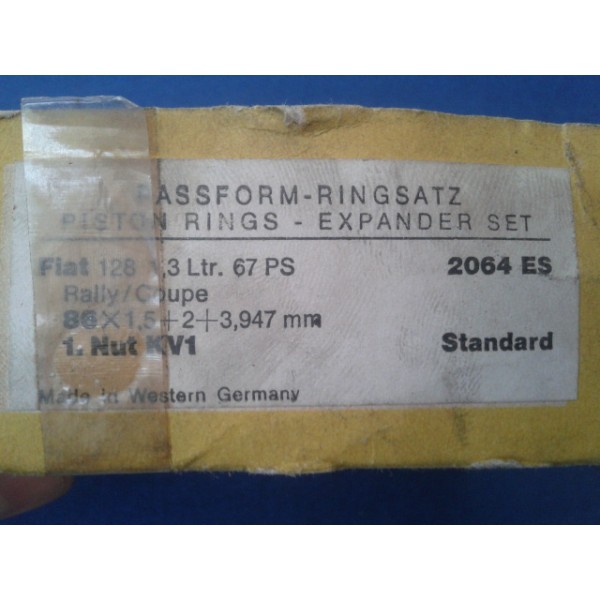 PASSFORM-RINGSATZ
PISTON RINGS - EXPANDER SET
Fiat 128 1,3 Ltr. 67 PS 2064 ES
Rally/Coupe
86×1,5+2+3,947 mm
1. Nut KV1 Standard
Made in Western Germany